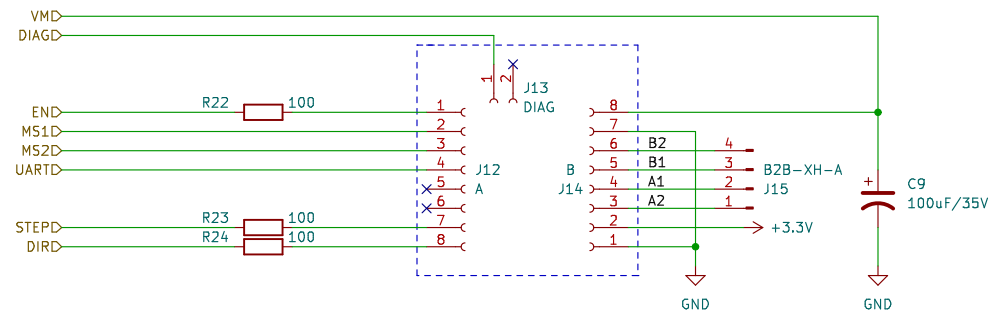 VM
DIAG
1
2
J13
DIAG
EN
R22
100
1
8
MS1
2
7
MS2
3
6
B2
4
UART
4
J12
B
5
B1
3
B2B-XH-A
5
A
J14
4
A1
2
J15
6
3
A2
1
STEP
R23
100
7
2
+3.3V
DIR
R24
100
8
1
GND
+
C9
100uF/35V
GND